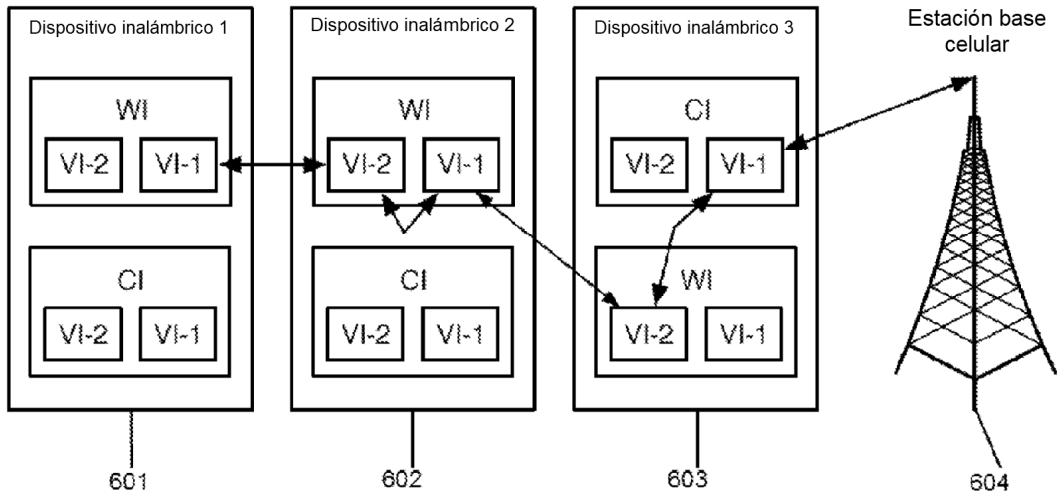 Dispositivo inalámbrico 1
WI
VI-2 VI-1
CI
VI-2 VI-1
601
Dispositivo inalámbrico 2
WI
VI-2 VI-1
CI
VI-2 VI-1
602
Dispositivo inalámbrico 3
CI
VI-2 VI-1
WI
VI-2 VI-1
603
Estación base
celular
604